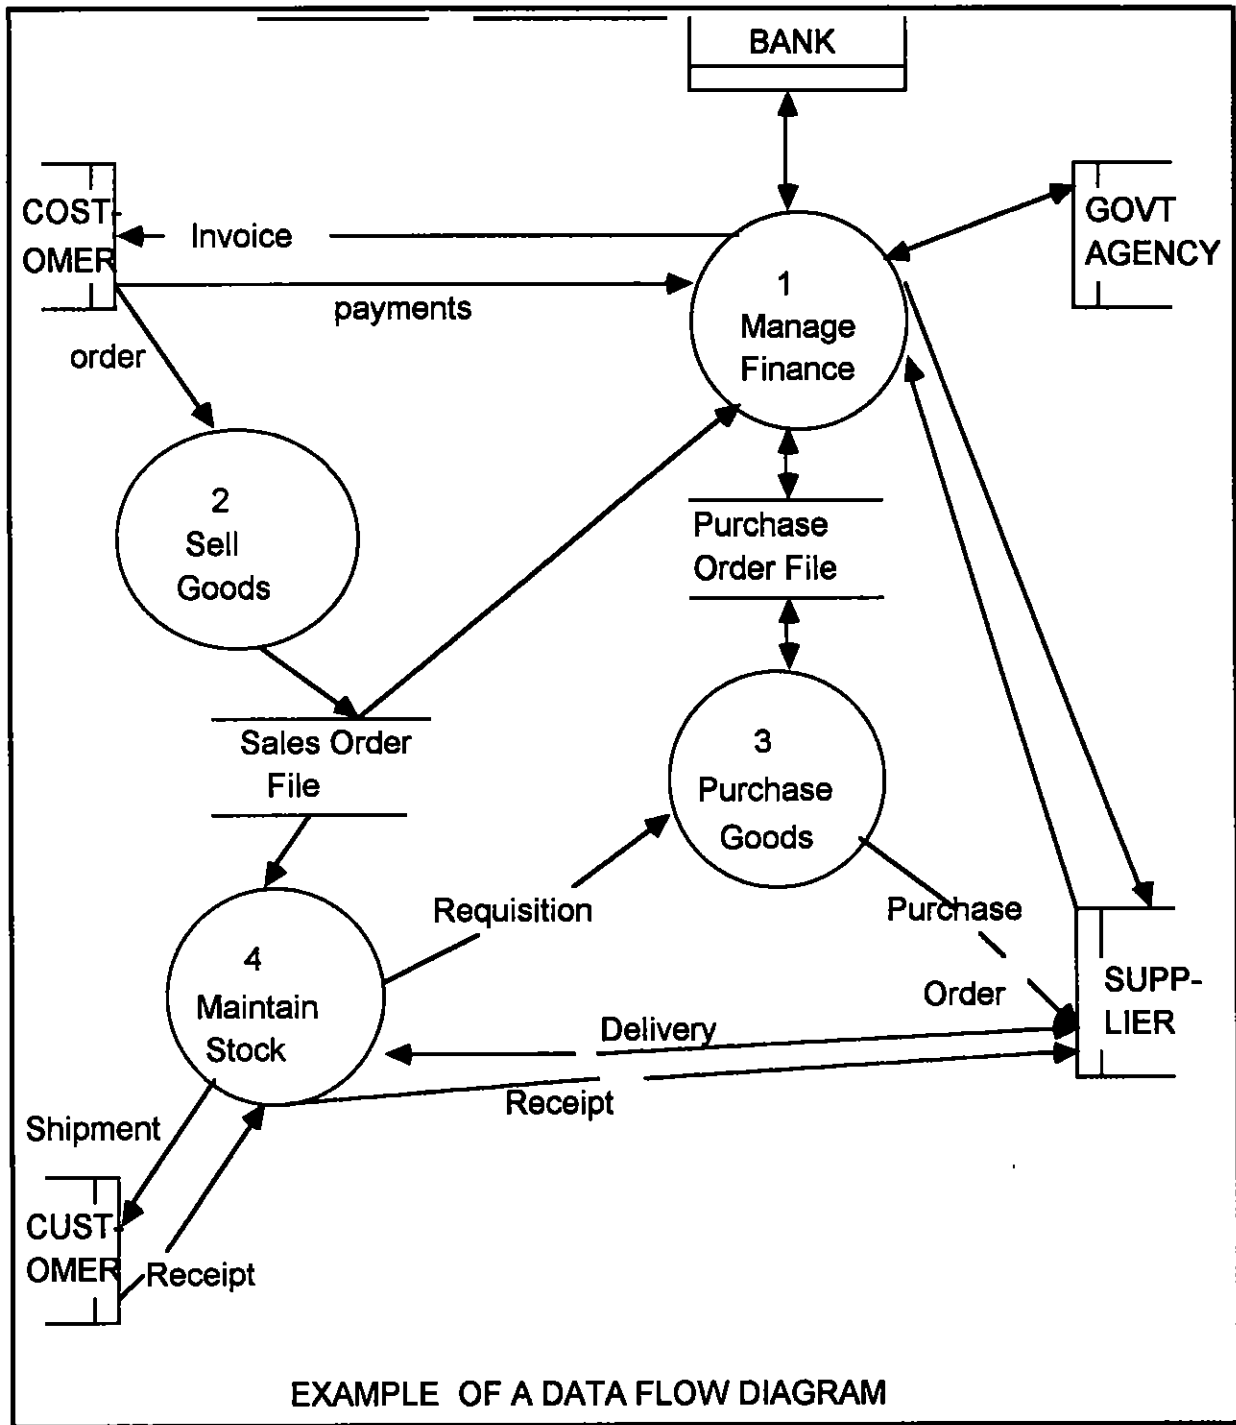 BANK
COST-
OMER
Invoice
payments
order
GOVT
AGENCY
1
Manage
Finance
2
Sell
Goods
Purchase
Order File
Sales Order
File
3
Purchase
Goods
Requisition
Purchase
Order
4
Maintain
Stock
Delivery
Receipt
SUPP-
LIER
Shipment
CUST-
OMER
Receipt
EXAMPLE OF A DATA FLOW DIAGRAM